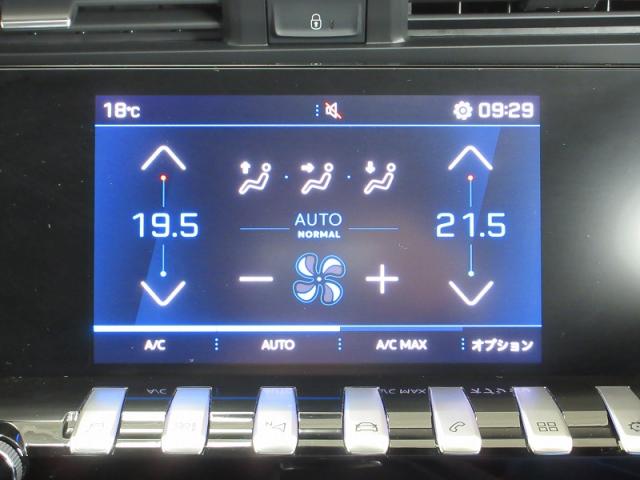 18℃ 09:29
19.5 AUTO 21.5
NORMAL
A/C AUTO A/C MAX オプション